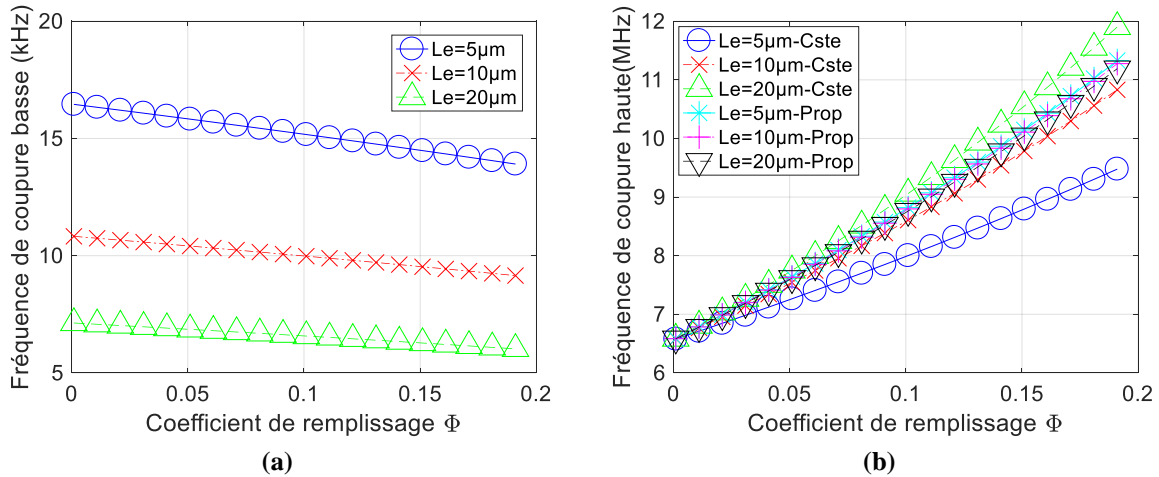 Fréquence de coupure basse (kHz)
20
15
10
5
0
0.05
0.1
0.15
0.2
Coefficient de remplissage Φ
Le=5µm
Le=10µm
Le=20µm
(a)
Fréquence de coupure haute(MHz)
12
11
10
9
8
7
6
0
0.05
0.1
0.15
0.2
Coefficient de remplissage Φ
Le=5µm-Cste
Le=10µm-Cste
Le=20µm-Cste
Le=5µm-Prop
Le=10µm-Prop
Le=20µm-Prop
(b)